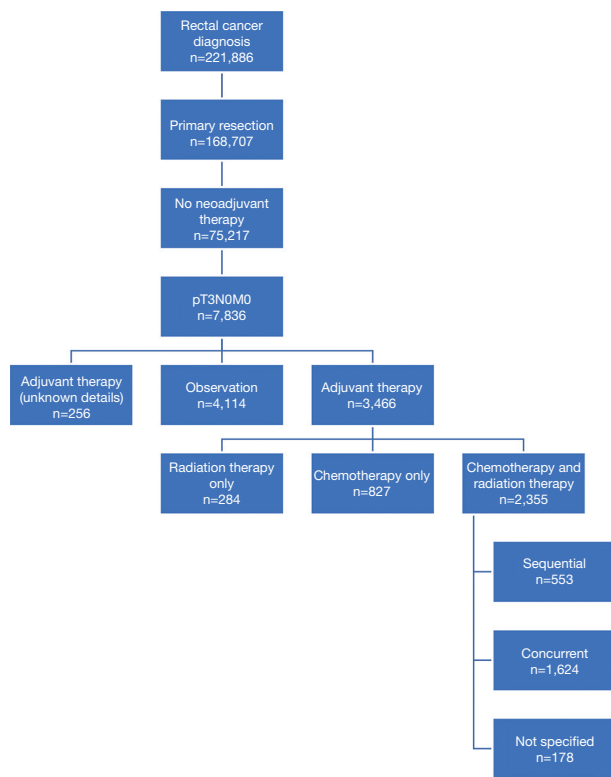 Rectal cancer
diagnosis
n=221,886
Primary resection
n=168,707
No neoadjuvant
therapy
n=75,217
pT3N0M0
n=7,836
Adjuvant therapy
(unknown details)
n=256
Observation
n=4,114
Adjuvant therapy
n=3,466
Radiation therapy
only
n=284
Chemotherapy only
n=827
Chemotherapy and
radiation therapy
n=2,355
Sequential
n=553
Concurrent
n=1,624
Not specified
n=178